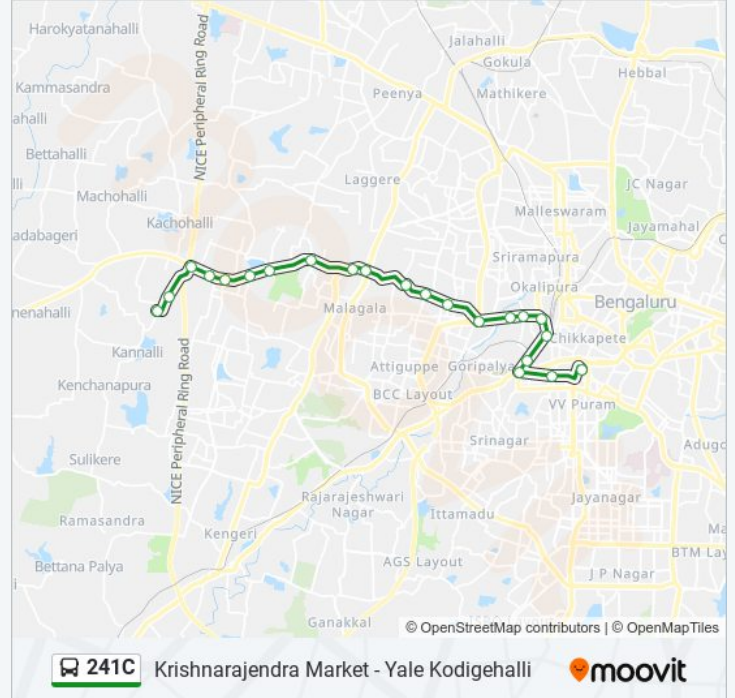 Harokyatanahalli
NICE Peripheral Ring Road
Jalahalli
Gokula
Hebbal
Kammasandra
Peenya
Mathikere
ahalli
Bettahalli
Laggere
lli
Machohalli
JC Nagar
Malleswaram
Kachohalli
Jayamahal
adabageri
Sriramapura
Okalipura
Bengaluru
nenahalli
Malagala
Chikkapete
Kannalli
Attiguppe
Goripalya
Kenchanapura
BCC Layout
VV Puram
NICE Peripheral Ring Road
Srinagar
Adugo
Sulikere
Rajarajeshwari
Nagar
Jayanagar
Ramasandra
Ittamadu
Kengeri
Ma
BTM Lay
Bettana Palya
AGS Layout
J P Nagar
Ganakkal
© OpenStreetMap contributors | © OpenMapTiles
241C Krishnarajendra Market - Yale Kodigehalli moovit